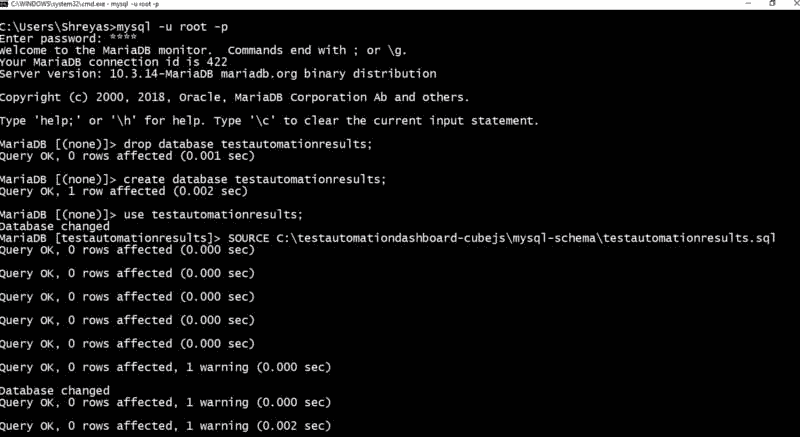 C:\WINDOWS\system32\cmd.exe - mysql -u root -p
C:\Users\Shreyas>mysql -u root -p
Enter password: ****
Welcome to the MariaDB monitor.  Commands end with ; or \g.
Your MariaDB connection id is 422
Server version: 10.3.14-MariaDB mariadb.org binary distribution
Copyright (c) 2000, 2018, Oracle, MariaDB Corporation Ab and others.
Type 'help;' or '\h' for help. Type '\c' to clear the current input statement.
MariaDB [(none)]> drop database testautomationresults;
Query OK, 0 rows affected (0.001 sec)
MariaDB [(none)]> create database testautomationresults;
Query OK, 1 row affected (0.002 sec)
MariaDB [(none)]> use testautomationresults;
Database changed
MariaDB [testautomationresults]> SOURCE C:\testautomationdashboard-cubejs\mysql-schema\testautomationresults.sql
Query OK, 0 rows affected (0.000 sec)
Query OK, 0 rows affected (0.000 sec)
Query OK, 0 rows affected (0.000 sec)
Query OK, 0 rows affected (0.000 sec)
Query OK, 0 rows affected (0.000 sec)
Query OK, 0 rows affected, 1 warning (0.000 sec)
Database changed
Query OK, 0 rows affected, 1 warning (0.000 sec)
Query OK, 0 rows affected, 1 warning (0.002 sec)